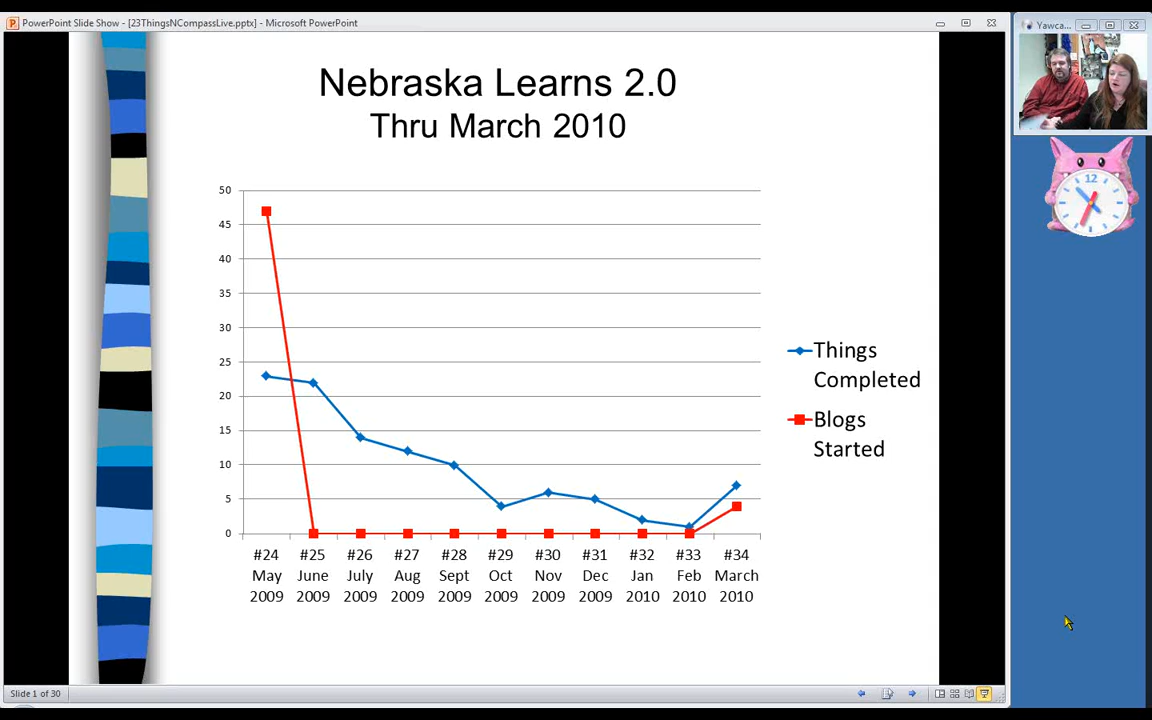 PowerPoint Slide Show - [23ThingsNCompassLive.pptx] - Microsoft PowerPoint
Yawca...
Nebraska Learns 2.0
Thru March 2010
50
45
40
35
30
25
20
15
10
5
0
#24 #25 #26 #27 #28 #29 #30 #31 #32 #33 #34
May June July Aug Sept Oct Nov Dec Jan Feb March
2009 2009 2009 2009 2009 2009 2009 2009 2010 2010 2010
Things
Completed
Blogs
Started
12
Slide 1 of 30